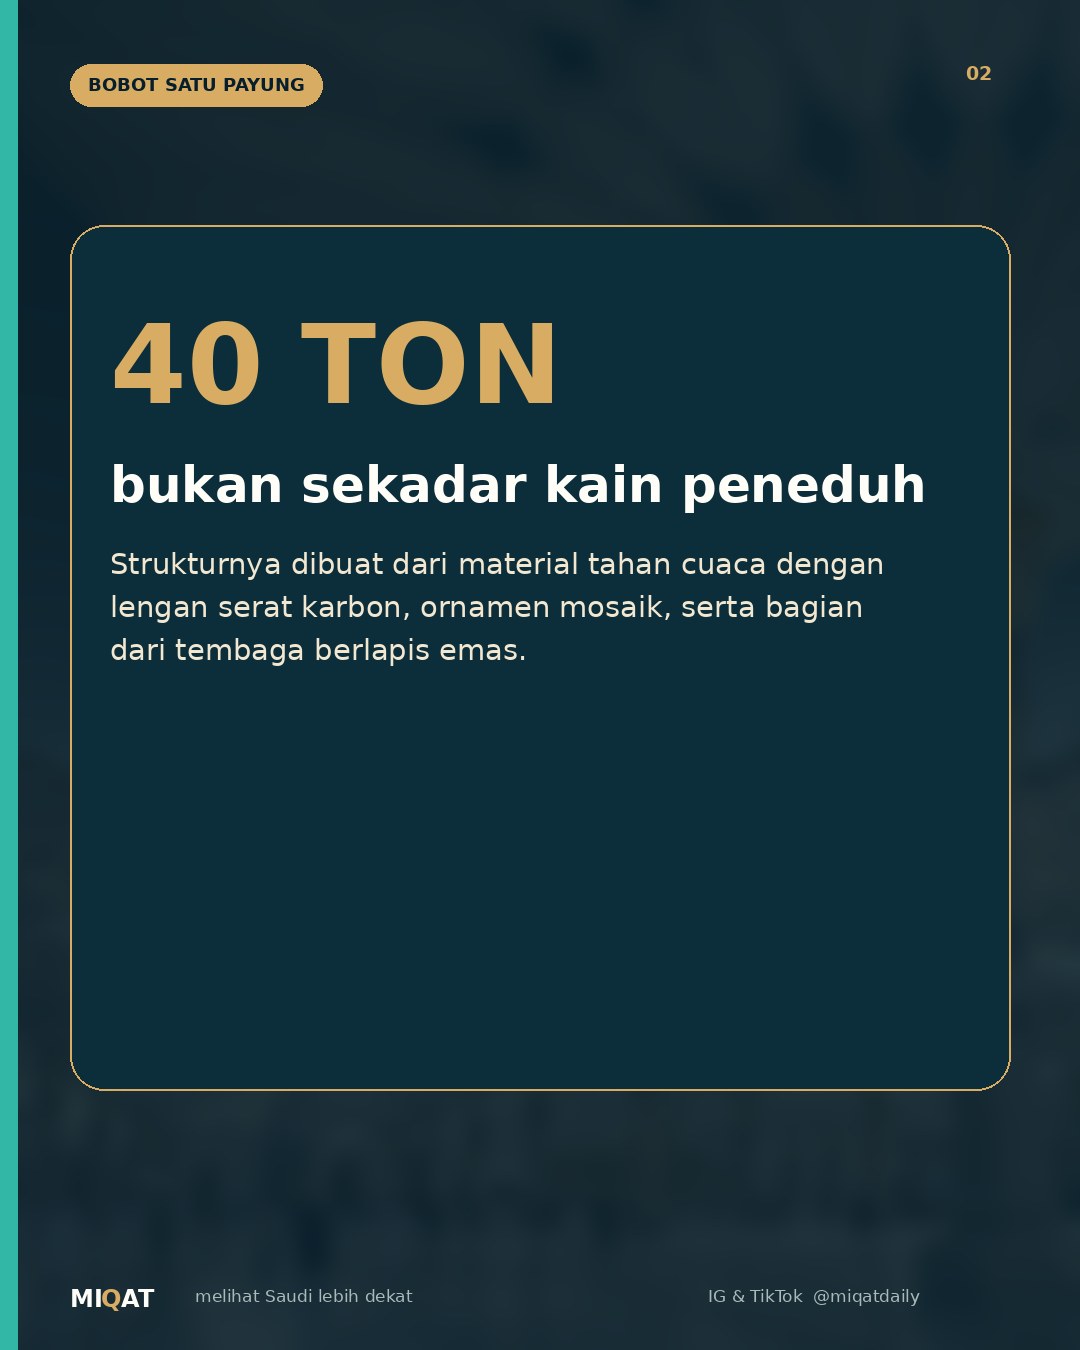 BOBOT SATU PAYUNG
02
40 TON
bukan sekadar kain peneduh
Strukturnya dibuat dari material tahan cuaca dengan
lengan serat karbon, ornamen mosaik, serta bagian
dari tembaga berlapis emas.
MIQAT
melihat Saudi lebih dekat
IG & TikTok @miqatdaily